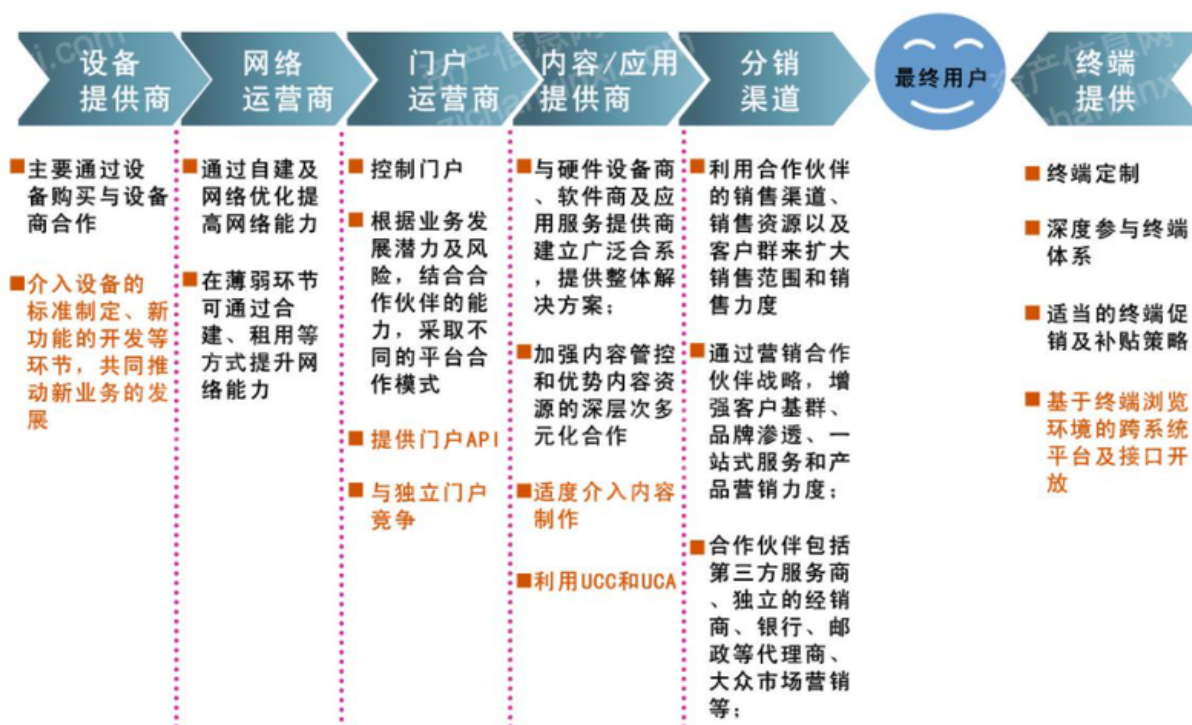 设备
提供商
网络
运营商
门户
运营商
内容/应用
提供商
分销
渠道
最终用户
终端
提供
■主要通过设
备购买与设备
商合作
■介入设备的
标准制定、新
功能的开发等
环节，共同推
动新业务的发
展
■通过自建及
网络优化提
高网络能力
■在薄弱环节
可通过合
建、租用等
方式提升网
络能力
■控制门户
■根据业务发
展潜力及风
险，结合合
作伙伴的能
力，采取不
同的平台合
作模式
■提供门户API
■与独立门户
竞争
■与硬件设备商
、软件商及应
用服务提供商
建立广泛合系
，提供整体解
决方案；
■加强内容管控
和优势内容资
源的深层次多
元化合作
■适度介入内容
制作
■利用UCC和UCA
■利用合作伙伴
的销售渠道、
销售资源以及
客户群来扩大
销售范围和销
售力度
■通过营销合作
伙伴战略，增
强客户基群、
品牌渗透、一
站式服务和产
品营销力度；
■合作伙伴包括
第三方服务商
、独立的经销
商、银行、邮
政等代理商、
大众市场营销
等；
■终端定制
■深度参与终端
体系
■适当的终端促
销及补贴策略
■基于终端浏览
环境的跨系统
平台及接口开
放